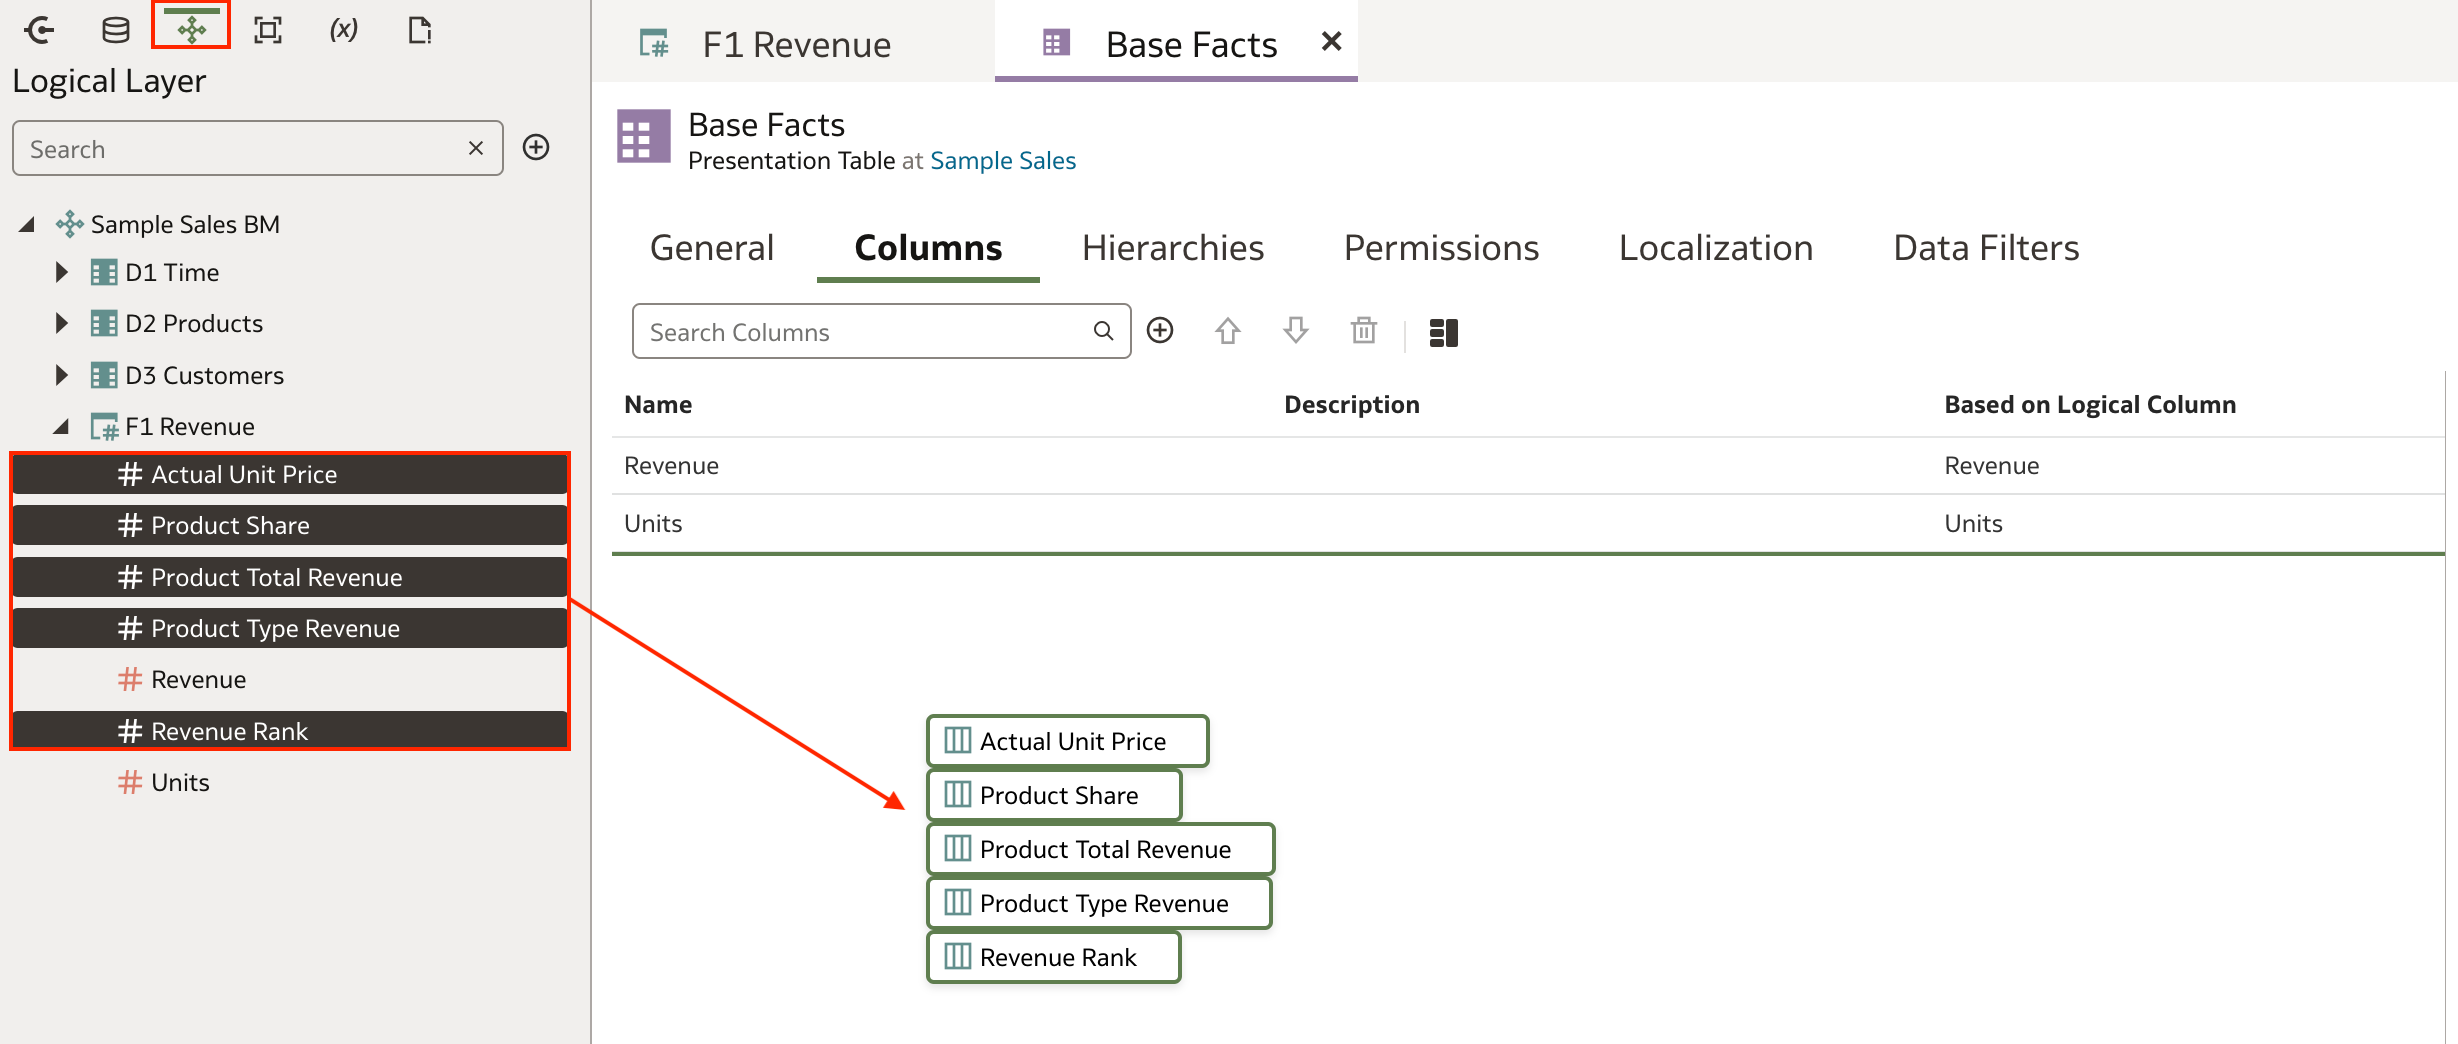 (x)
Logical Layer
Search
Sample Sales BM
D1 Time
D2 Products
D3 Customers
F1 Revenue
# Actual Unit Price
# Product Share
# Product Total Revenue
# Product Type Revenue
# Revenue
# Revenue Rank
# Units
F1 Revenue
Base Facts
Base Facts
Presentation Table at Sample Sales
General Columns Hierarchies Permissions Localization Data Filters
Search Columns
Name Description Based on Logical Column
Revenue Revenue
Units Units
Actual Unit Price
Product Share
Product Total Revenue
Product Type Revenue
Revenue Rank